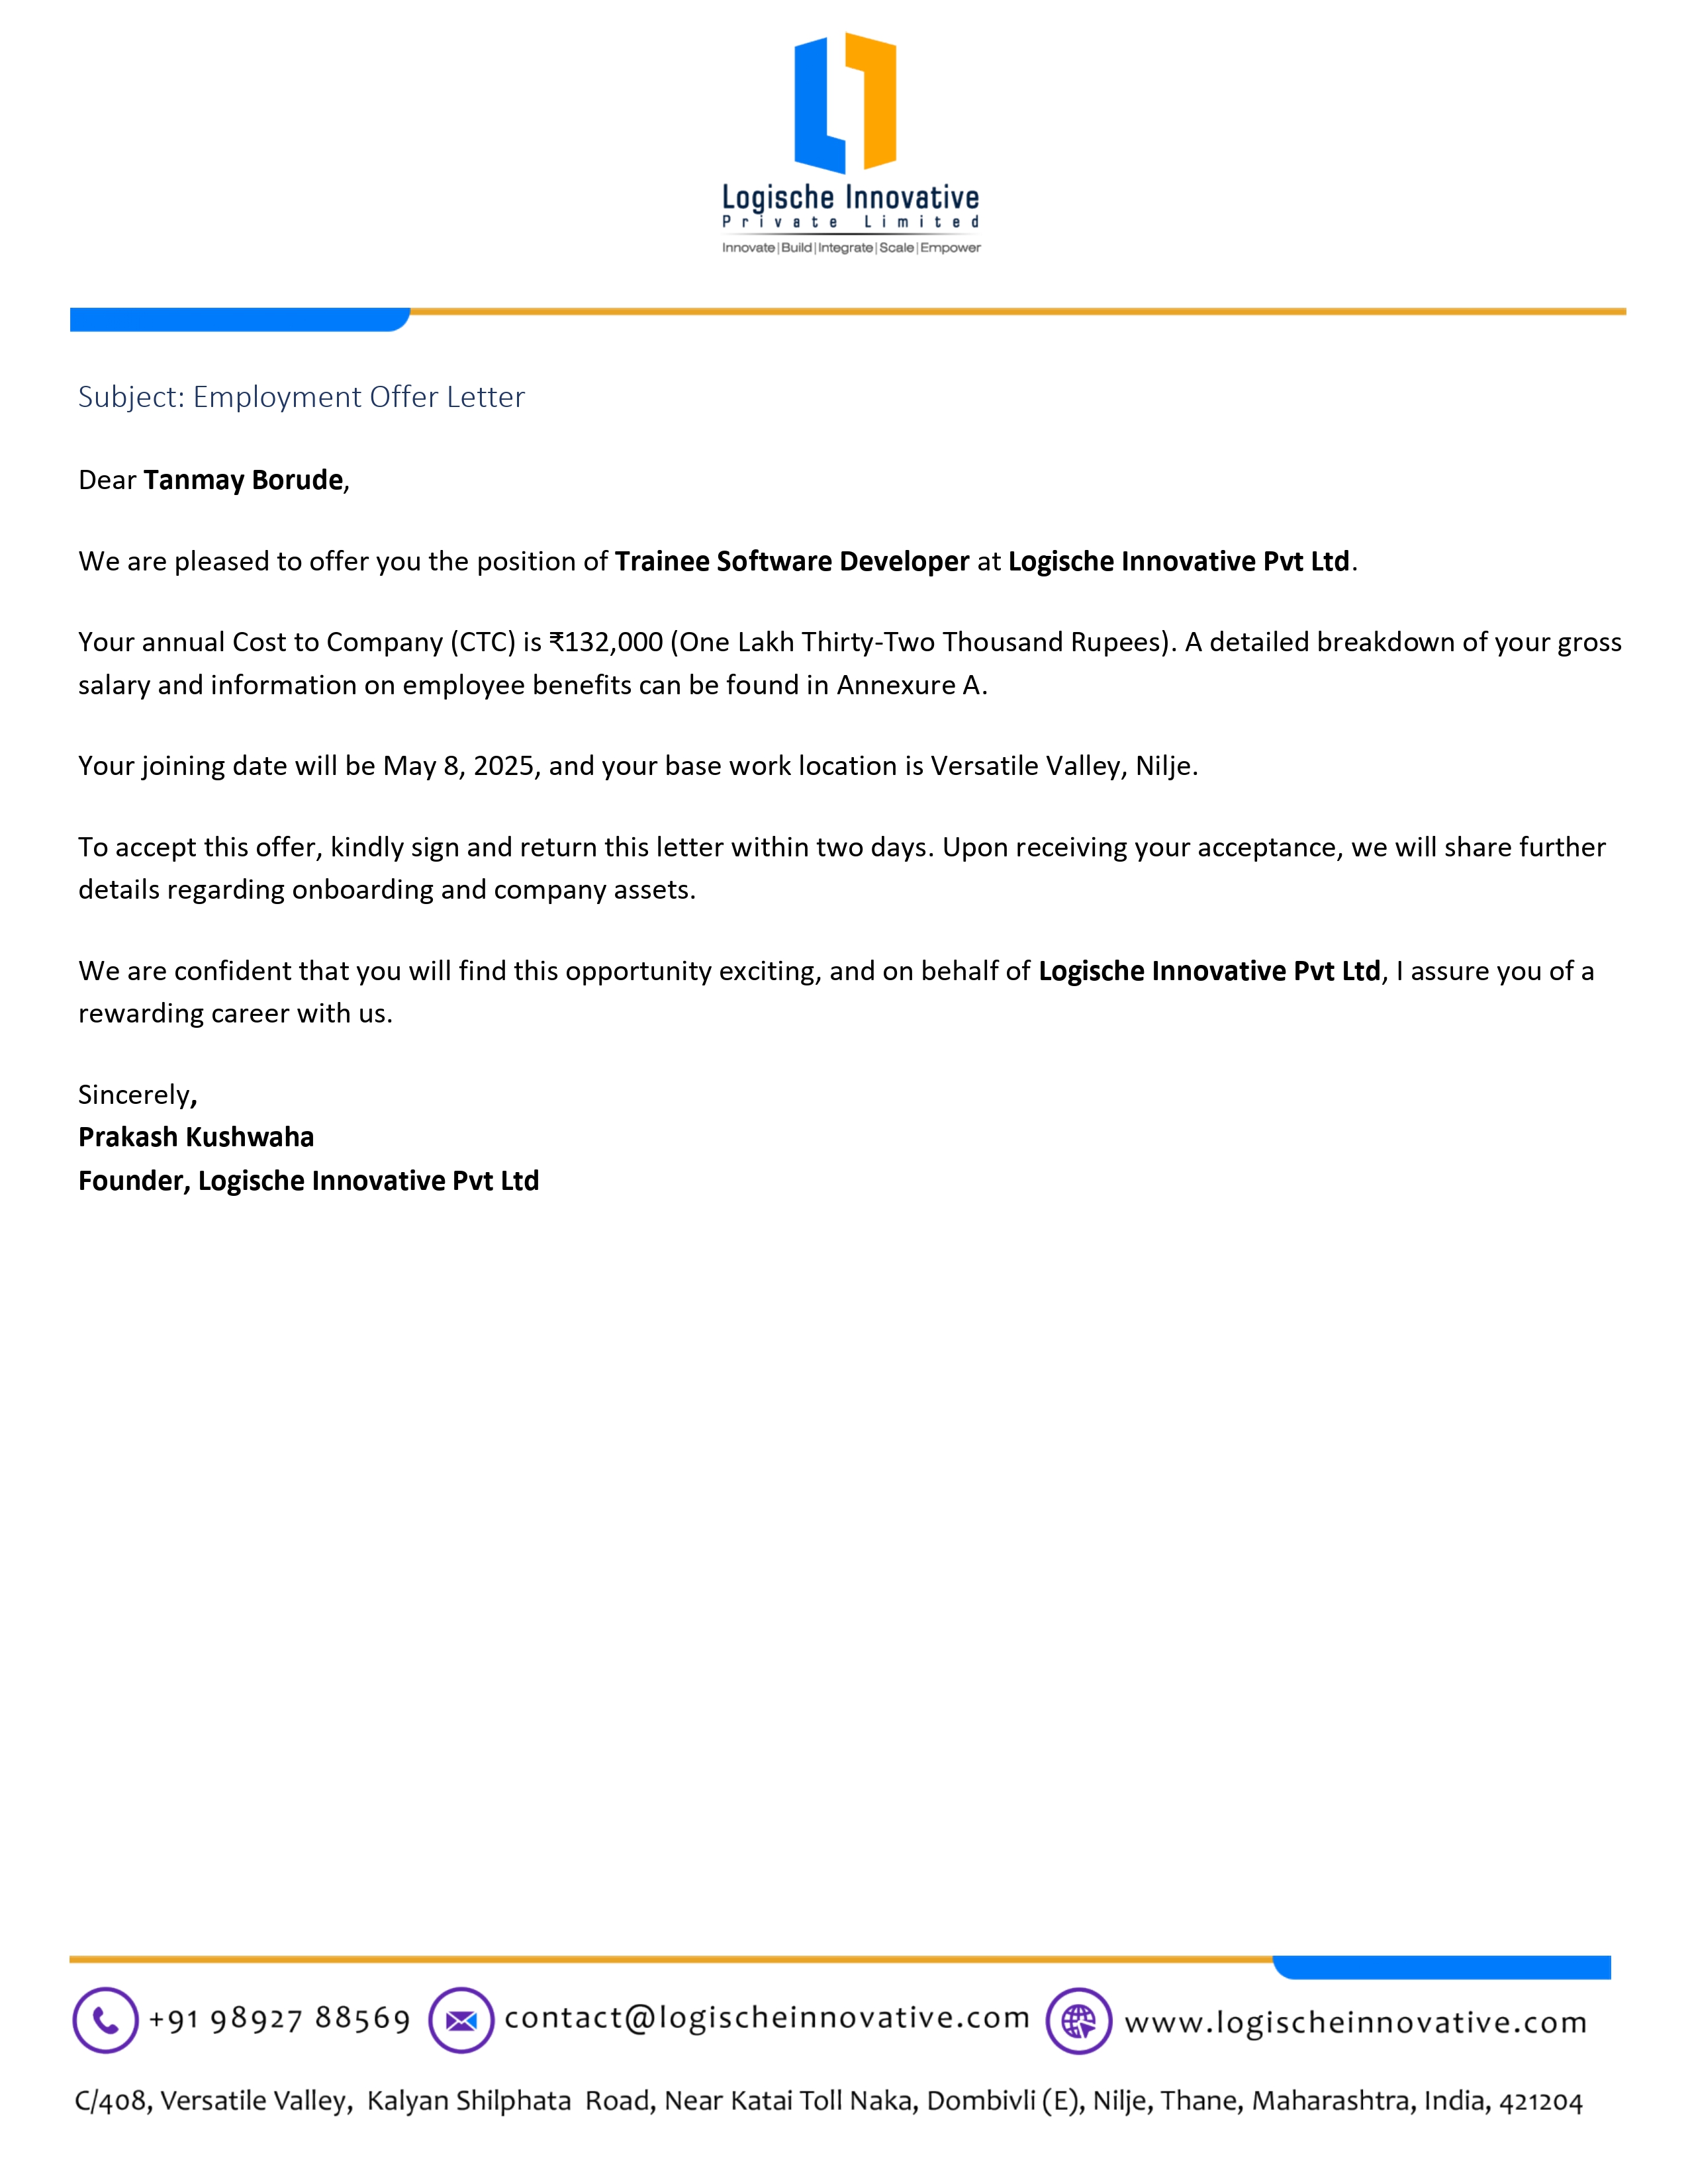 Logische Innovative
Private Limited
Innovate|Build|Integrate|Scale|Empower
Subject: Employment Offer Letter
Dear Tanmay Borude,
We are pleased to offer you the position of Trainee Software Developer at Logische Innovative Pvt Ltd.
Your annual Cost to Company (CTC) is ₹132,000 (One Lakh Thirty-Two Thousand Rupees). A detailed breakdown of your gross
salary and information on employee benefits can be found in Annexure A.
Your joining date will be May 8, 2025, and your base work location is Versatile Valley, Nilje.
To accept this offer, kindly sign and return this letter within two days. Upon receiving your acceptance, we will share further
details regarding onboarding and company assets.
We are confident that you will find this opportunity exciting, and on behalf of Logische Innovative Pvt Ltd, I assure you of a
rewarding career with us.
Sincerely,
Prakash Kushwaha
Founder, Logische Innovative Pvt Ltd
+91 98927 88569 contact@logischeinnovative.com www.logischeinnovative.com
C/408, Versatile Valley, Kalyan Shilphata Road, Near Katai Toll Naka, Dombivli (E), Nilje, Thane, Maharashtra, India, 421204